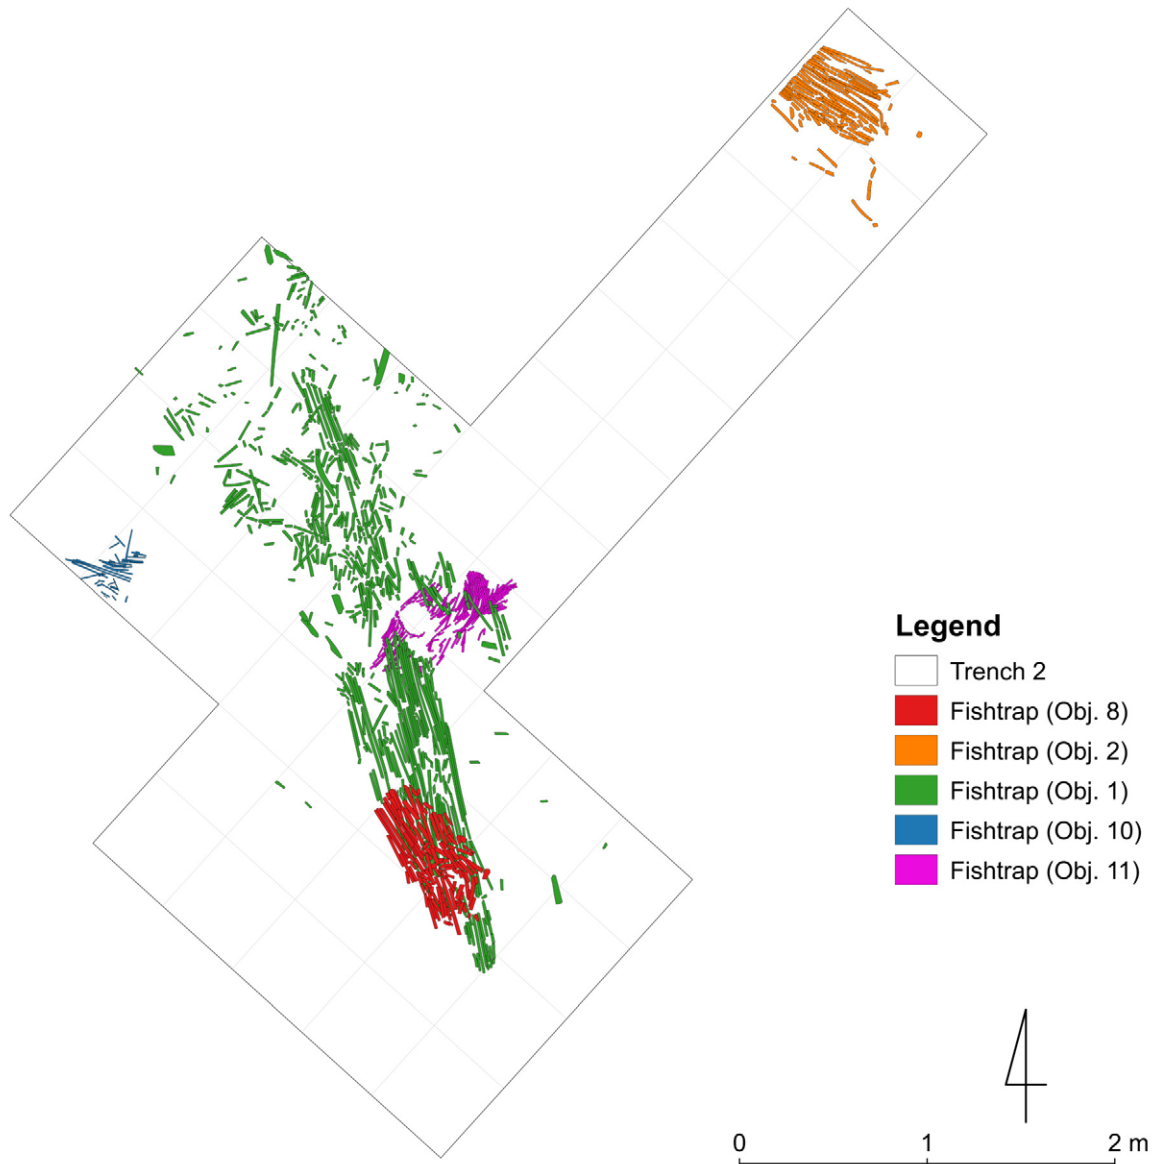 Legend
Trench 2
Fishtrap (Obj. 8)
Fishtrap (Obj. 2)
Fishtrap (Obj. 1)
Fishtrap (Obj. 10)
Fishtrap (Obj. 11)
0 1 2 m